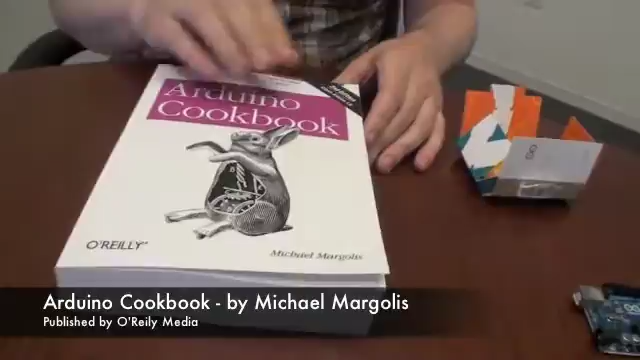 Arduino
Cookbook
O'REILLY®
Michael Margolis
Arduino Cookbook - by Michael Margolis
Published by O'Reily Media